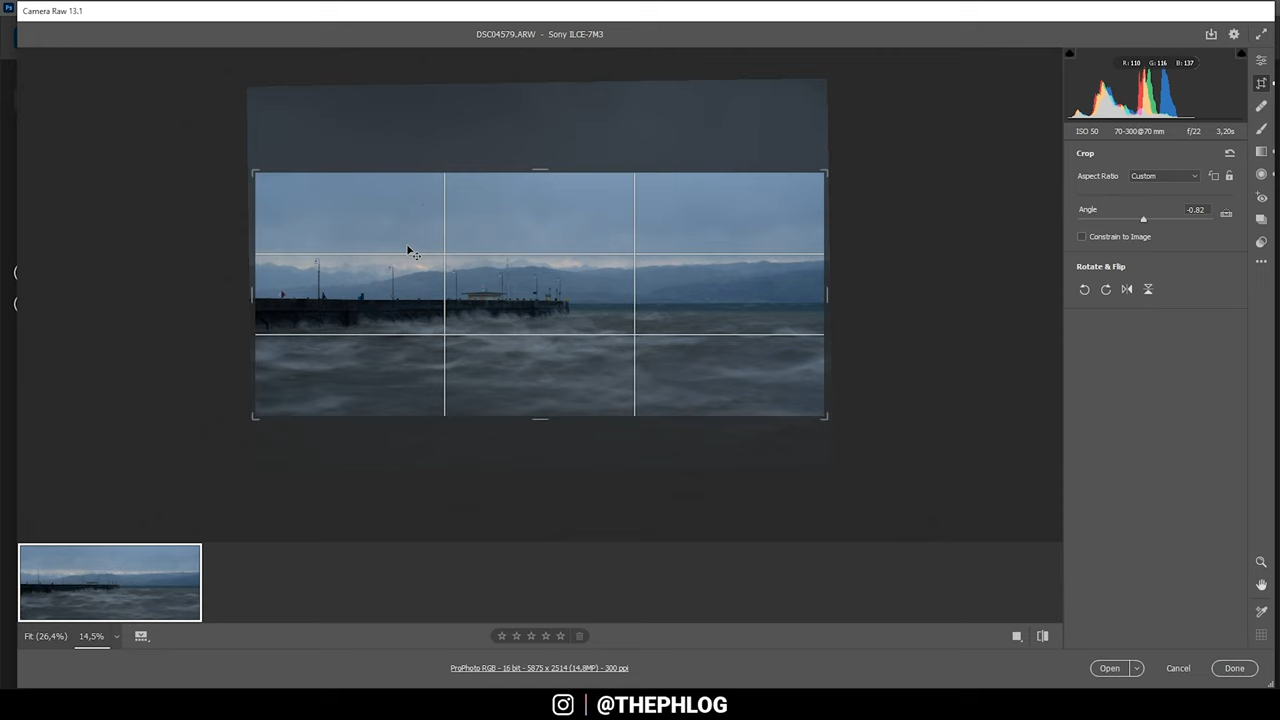 Camera Raw 13.1
DSC04579.ARW - Sony ILCE-7M3
R: 110 G: 116 B: 137
ISO 50 70-300@70 mm f/22 3,20s
Crop
Aspect Ratio Custom
Angle -0.82
Constrain to Image
Rotate & Flip
Fit (26,4%) 14,5%
ProPhoto RGB - 16 bit - 5875 x 2514 (14,8MP) - 300 ppi
Open Cancel Done
@THEPHLOG